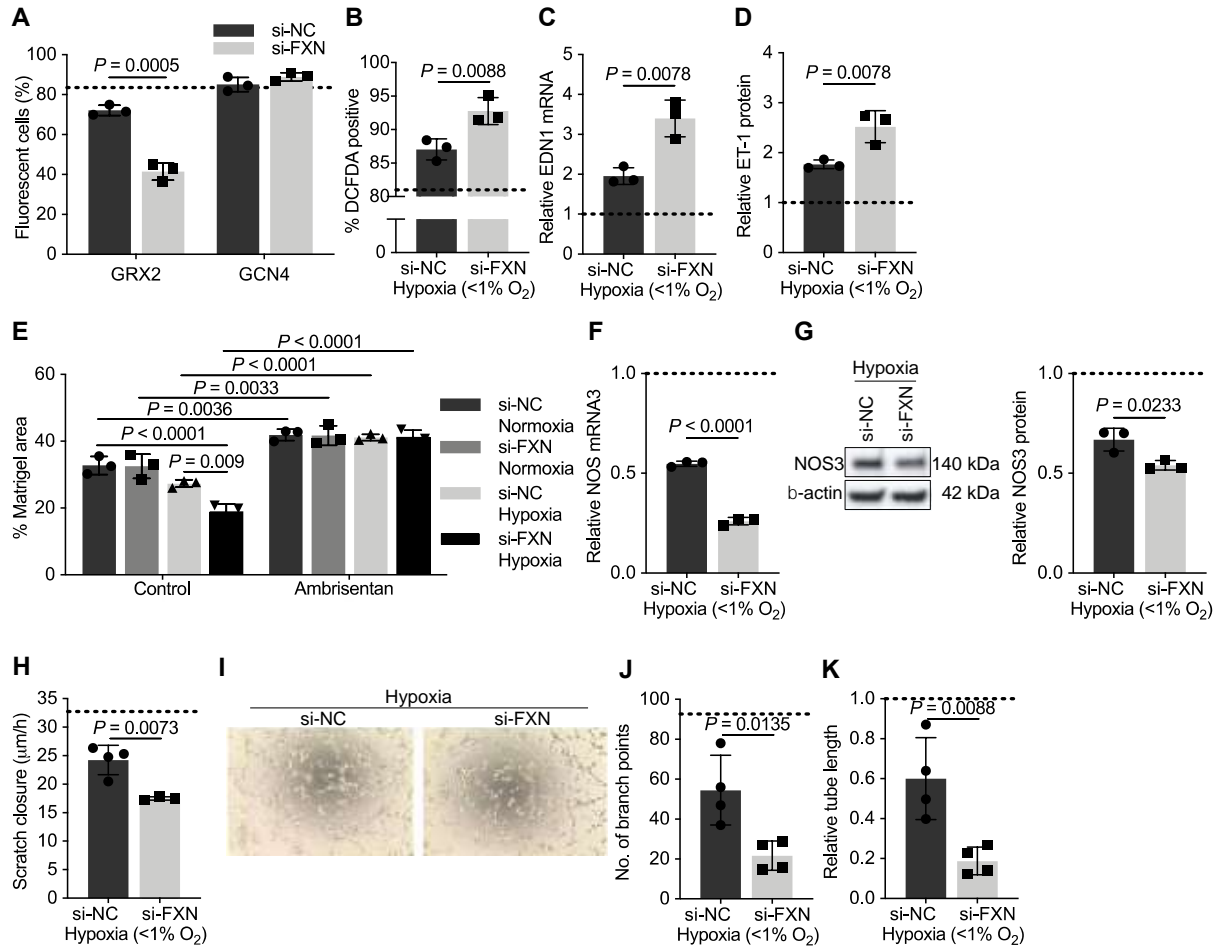 A
si-NC
si-FXN
P = 0.0005
Fluorescent cells (%)
100
80
60
40
20
0
GRX2
GCN4
B
P = 0.0088
% DCFDA positive
100
95
90
85
80
0
si-NC
si-FXN
Hypoxia (<1% O2)
C
P = 0.0078
Relative EDN1 mRNA
5
4
3
2
1
0
si-NC
si-FXN
Hypoxia (<1% O2)
D
P = 0.0078
Relative ET-1 protein
4
3
2
1
0
si-NC
si-FXN
Hypoxia (<1% O2)
E
P < 0.0001
P < 0.0001
P = 0.0033
P = 0.0036
P < 0.0001
P = 0.009
% Matrigel area
60
40
20
0
Control
Ambrisentan
si-NC
Normoxia
si-FXN
Normoxia
si-NC
Hypoxia
si-FXN
Hypoxia
F
P < 0.0001
Relative NOS mRNA3
1.0
0.5
0.0
si-NC
si-FXN
Hypoxia (<1% O2)
G
Hypoxia
si-NC
si-FXN
NOS3
140 kDa
b-actin
42 kDa
P = 0.0233
Relative NOS3 protein
1.0
0.5
0.0
si-NC
si-FXN
Hypoxia (<1% O2)
H
P = 0.0073
Scratch closure (μm/h)
35
30
25
20
15
10
5
0
si-NC
si-FXN
Hypoxia (<1% O2)
I
Hypoxia
si-NC
si-FXN
J
P = 0.0135
No. of branch points
100
80
60
40
20
0
si-NC
si-FXN
Hypoxia (<1% O2)
K
P = 0.0088
Relative tube length
1.0
0.8
0.6
0.4
0.2
0.0
si-NC
si-FXN
Hypoxia (<1% O2)